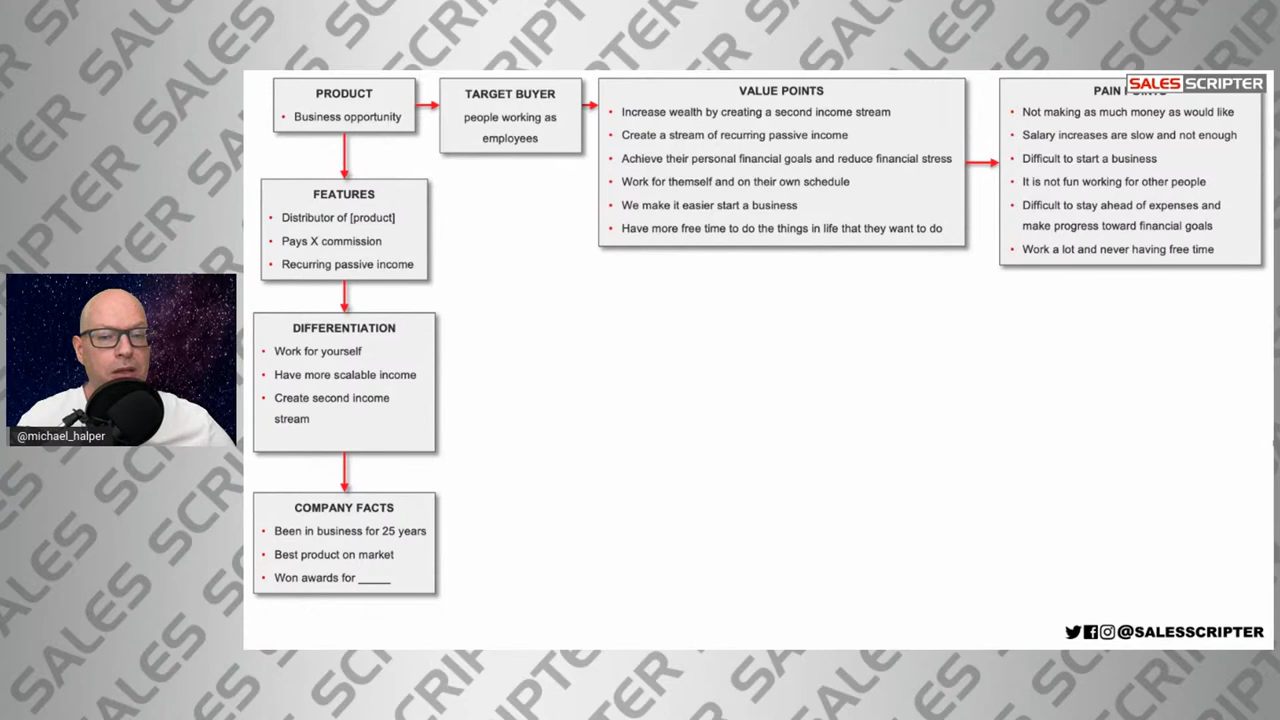 SALES SCRIPTER
PRODUCT
• Business opportunity
TARGET BUYER
people working as
employees
VALUE POINTS
• Increase wealth by creating a second income stream
• Create a stream of recurring passive income
• Achieve their personal financial goals and reduce financial stress
• Work for themself and on their own schedule
• We make it easier start a business
• Have more free time to do the things in life that they want to do
PAIN
• Not making as much money as would like
• Salary increases are slow and not enough
• Difficult to start a business
• It is not fun working for other people
• Difficult to stay ahead of expenses and
make progress toward financial goals
• Work a lot and never having free time
FEATURES
• Distributor of [product]
• Pays X commission
• Recurring passive income
DIFFERENTIATION
• Work for yourself
• Have more scalable income
• Create second income
stream
COMPANY FACTS
• Been in business for 25 years
• Best product on market
• Won awards for _____
@michael_halper
@SALESSCRIPTER